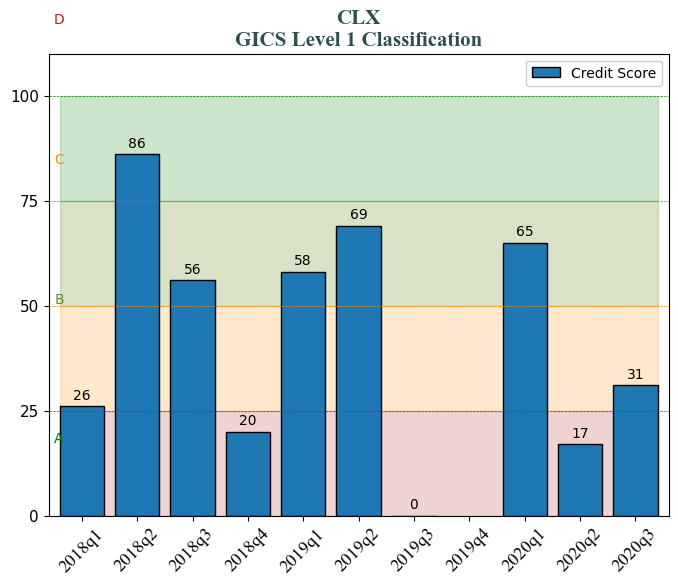 D
CLX
GICS Level 1 Classification
Credit Score
100
C
86
75
69
65
58
56
B
50
31
26
25
20
17
A
0
0
2018q1
2018q2
2018q3
2018q4
2019q1
2019q2
2019q3
2019q4
2020q1
2020q2
2020q3